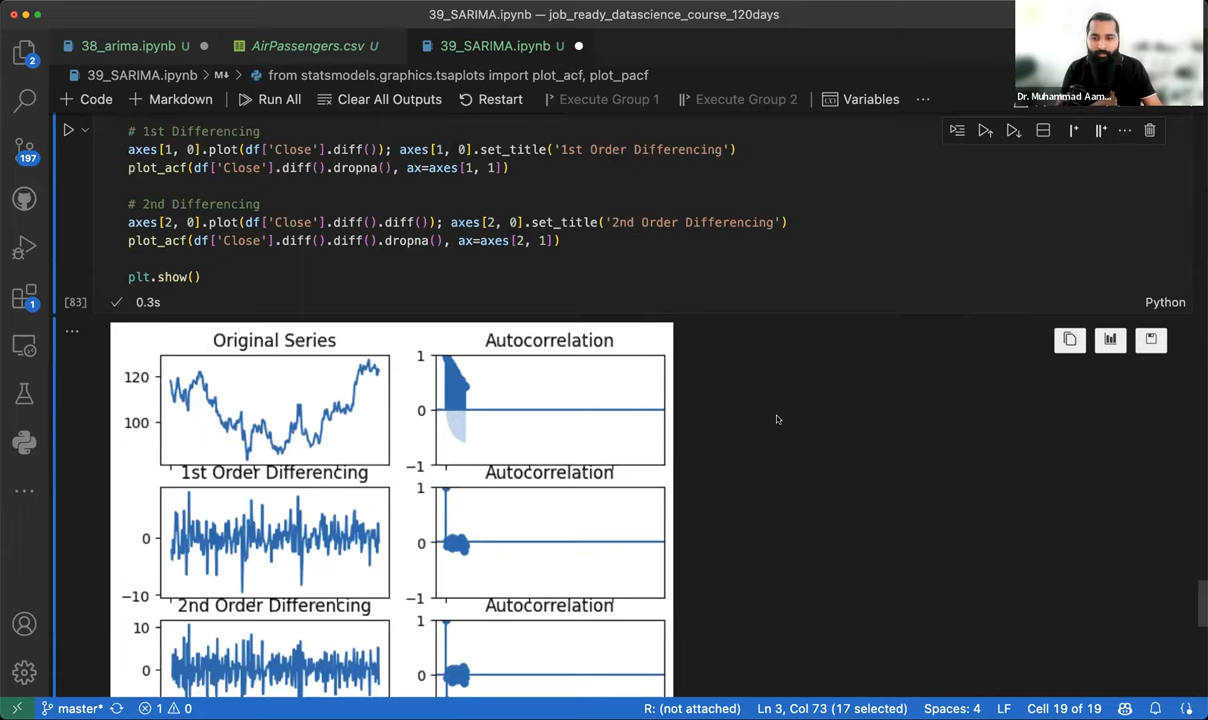 39_SARIMA.ipynb — job_ready_datascience_course_120days
38_arima.ipynb U
AirPassengers.csv U
39_SARIMA.ipynb U
39_SARIMA.ipynb > M↓ > from statsmodels.graphics.tsaplots import plot_acf, plot_pacf
+ Code + Markdown Run All Clear All Outputs Restart Execute Group 1 Execute Group 2 Variables ...
Dr. Muhammad Aam...
2
197
1
# 1st Differencing
axes[1, 0].plot(df['Close'].diff()); axes[1, 0].set_title('1st Order Differencing')
plot_acf(df['Close'].diff().dropna(), ax=axes[1, 1])
# 2nd Differencing
axes[2, 0].plot(df['Close'].diff().diff()); axes[2, 0].set_title('2nd Order Differencing')
plot_acf(df['Close'].diff().diff().dropna(), ax=axes[2, 1])
plt.show()
[83] 0.3s Python
Original Series
120
100
Autocorrelation
1
0
−1
1st Order Differencing
0
−10
Autocorrelation
1
0
−1
2nd Order Differencing
10
0
Autocorrelation
1
0
master* 1 0 R: (not attached) Ln 3, Col 73 (17 selected) Spaces: 4 LF Cell 19 of 19